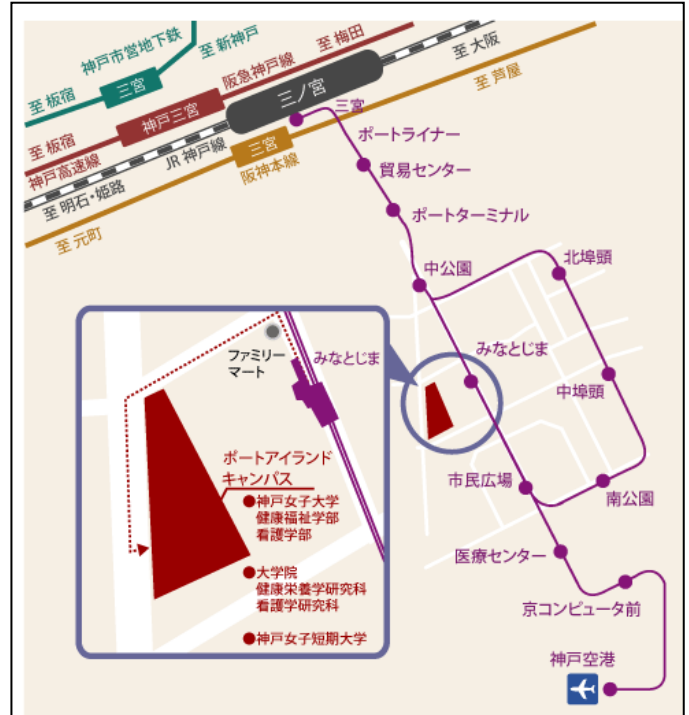 神戸市営地下鉄
至 新神戸
至 板宿
三宮
阪急神戸線
至 梅田
至 板宿
神戸三宮
三ノ宮
至 大阪
神戸高速線
JR 神戸線
至 明石・姫路
三宮
阪神本線
至 芦屋
至 元町
三宮
ポートライナー
貿易センター
ポートターミナル
中公園
北埠頭
みなとじま
中埠頭
市民広場
南公園
医療センター
京コンピュータ前
神戸空港
ファミリー
マート
みなとじま
ポートアイランド
キャンパス
●神戸女子大学
健康福祉学部
看護学部
●大学院
健康栄養学研究科
看護学研究科
●神戸女子短期大学